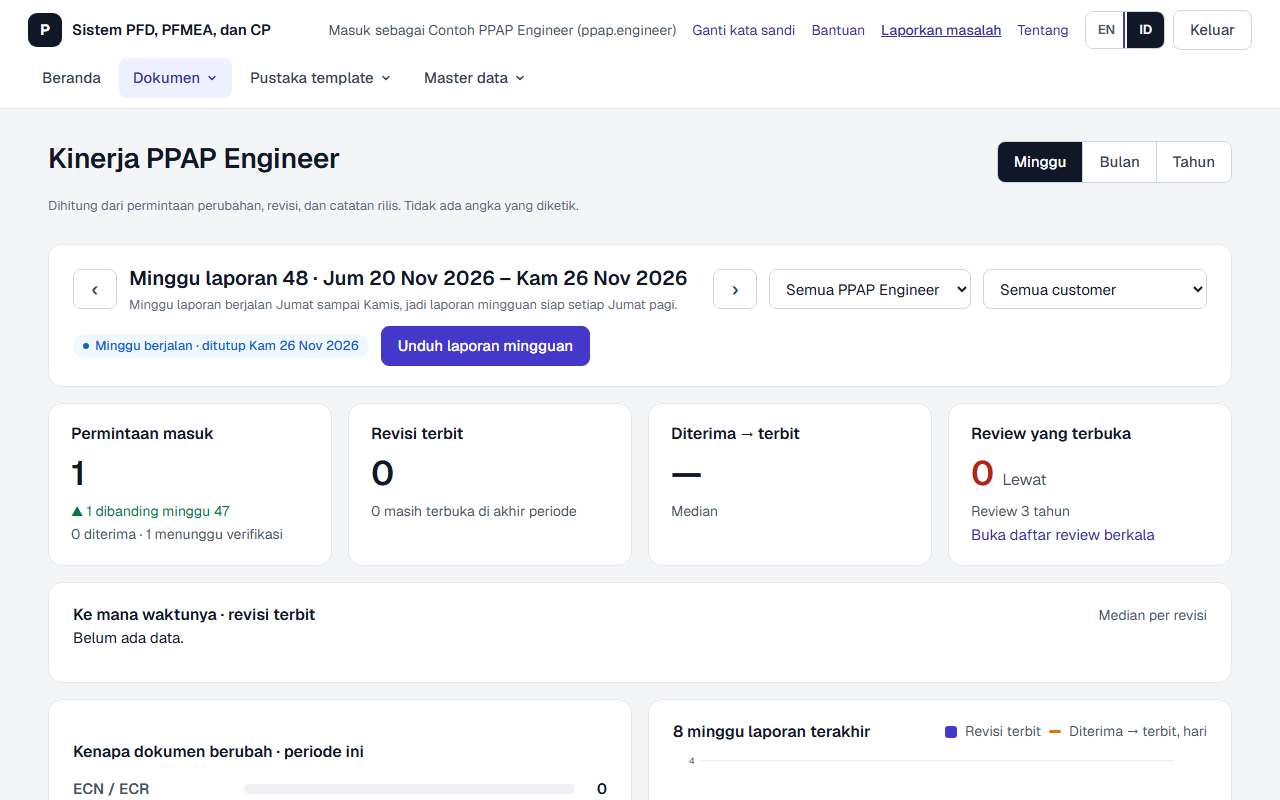 P Sistem PFD, PFMEA, dan CP
Masuk sebagai Contoh PPAP Engineer (ppap.engineer) Ganti kata sandi Bantuan Laporkan masalah Tentang EN ID Keluar
Beranda Dokumen Pustaka template Master data
Kinerja PPAP Engineer
Minggu Bulan Tahun
Dihitung dari permintaan perubahan, revisi, dan catatan rilis. Tidak ada angka yang diketik.
‹ Minggu laporan 48 · Jum 20 Nov 2026 – Kam 26 Nov 2026 › Semua PPAP Engineer Semua customer
Minggu laporan berjalan Jumat sampai Kamis, jadi laporan mingguan siap setiap Jumat pagi.
Minggu berjalan · ditutup Kam 26 Nov 2026 Unduh laporan mingguan
Permintaan masuk
1
▲ 1 dibanding minggu 47
0 diterima · 1 menunggu verifikasi
Revisi terbit
0
0 masih terbuka di akhir periode
Diterima → terbit
—
Median
Review yang terbuka
0 Lewat
Review 3 tahun
Buka daftar review berkala
Ke mana waktunya · revisi terbit Median per revisi
Belum ada data.
Kenapa dokumen berubah · periode ini
ECN / ECR 0
8 minggu laporan terakhir Revisi terbit Diterima → terbit, hari
4